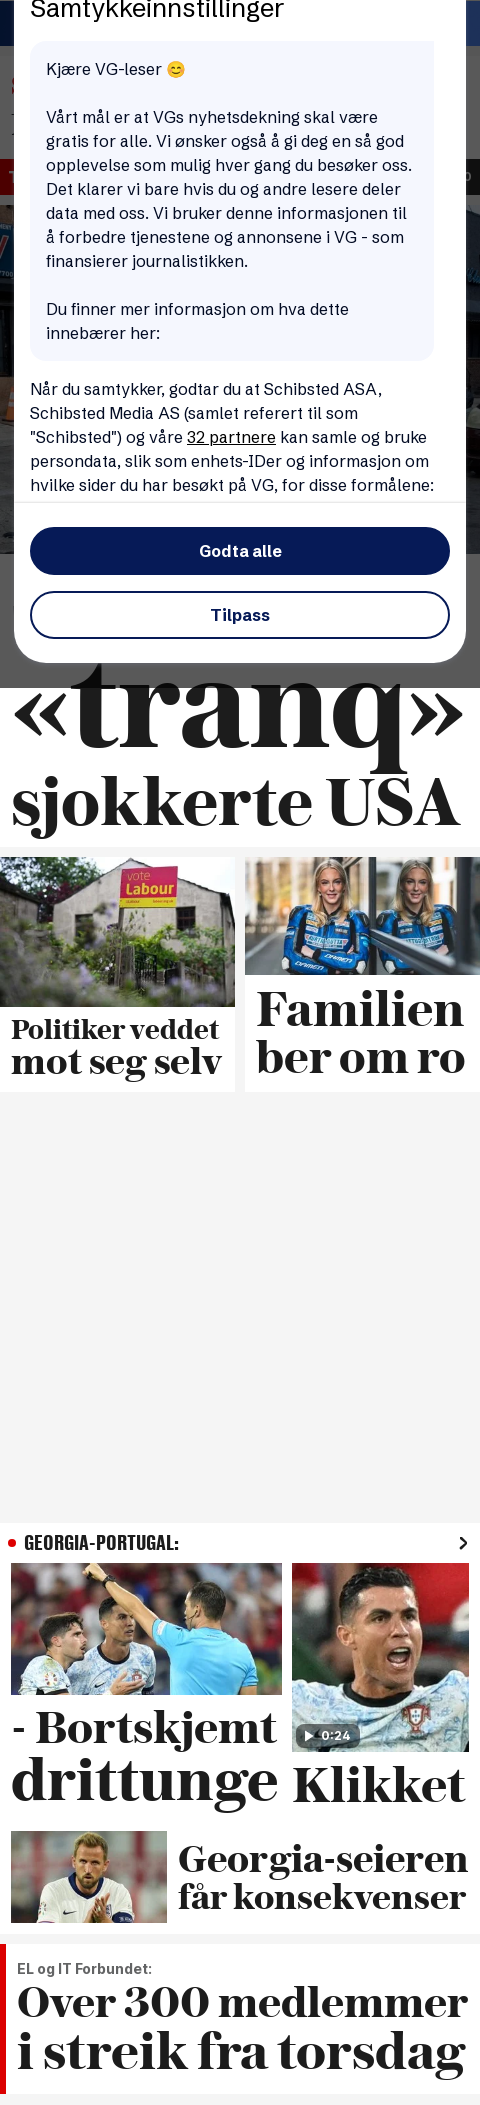 Samtykkeinnstillinger
Kjære VG-leser 😊
Vårt mål er at VGs nyhetsdekning skal være
gratis for alle. Vi ønsker også å gi deg en så god
opplevelse som mulig hver gang du besøker oss.
Det klarer vi bare hvis du og andre lesere deler
data med oss. Vi bruker denne informasjonen til
å forbedre tjenestene og annonsene i VG - som
finansierer journalistikken.
Du finner mer informasjon om hva dette
innebærer her:
Når du samtykker, godtar du at Schibsted ASA,
Schibsted Media AS (samlet referert til som
"Schibsted") og våre 32 partnere kan samle og bruke
persondata, slik som enhets-IDer og informasjon om
hvilke sider du har besøkt på VG, for disse formålene:
Godta alle
Tilpass
«tranq»
sjokkerte USA
vote
Labour
Politiker veddet
mot seg selv
Familien
ber om ro
GEORGIA-PORTUGAL:
- Bortskjemt
drittunge
0:24
Klikket
Georgia-seieren
får konsekvenser
EL og IT Forbundet:
Over 300 medlemmer
i streik fra torsdag